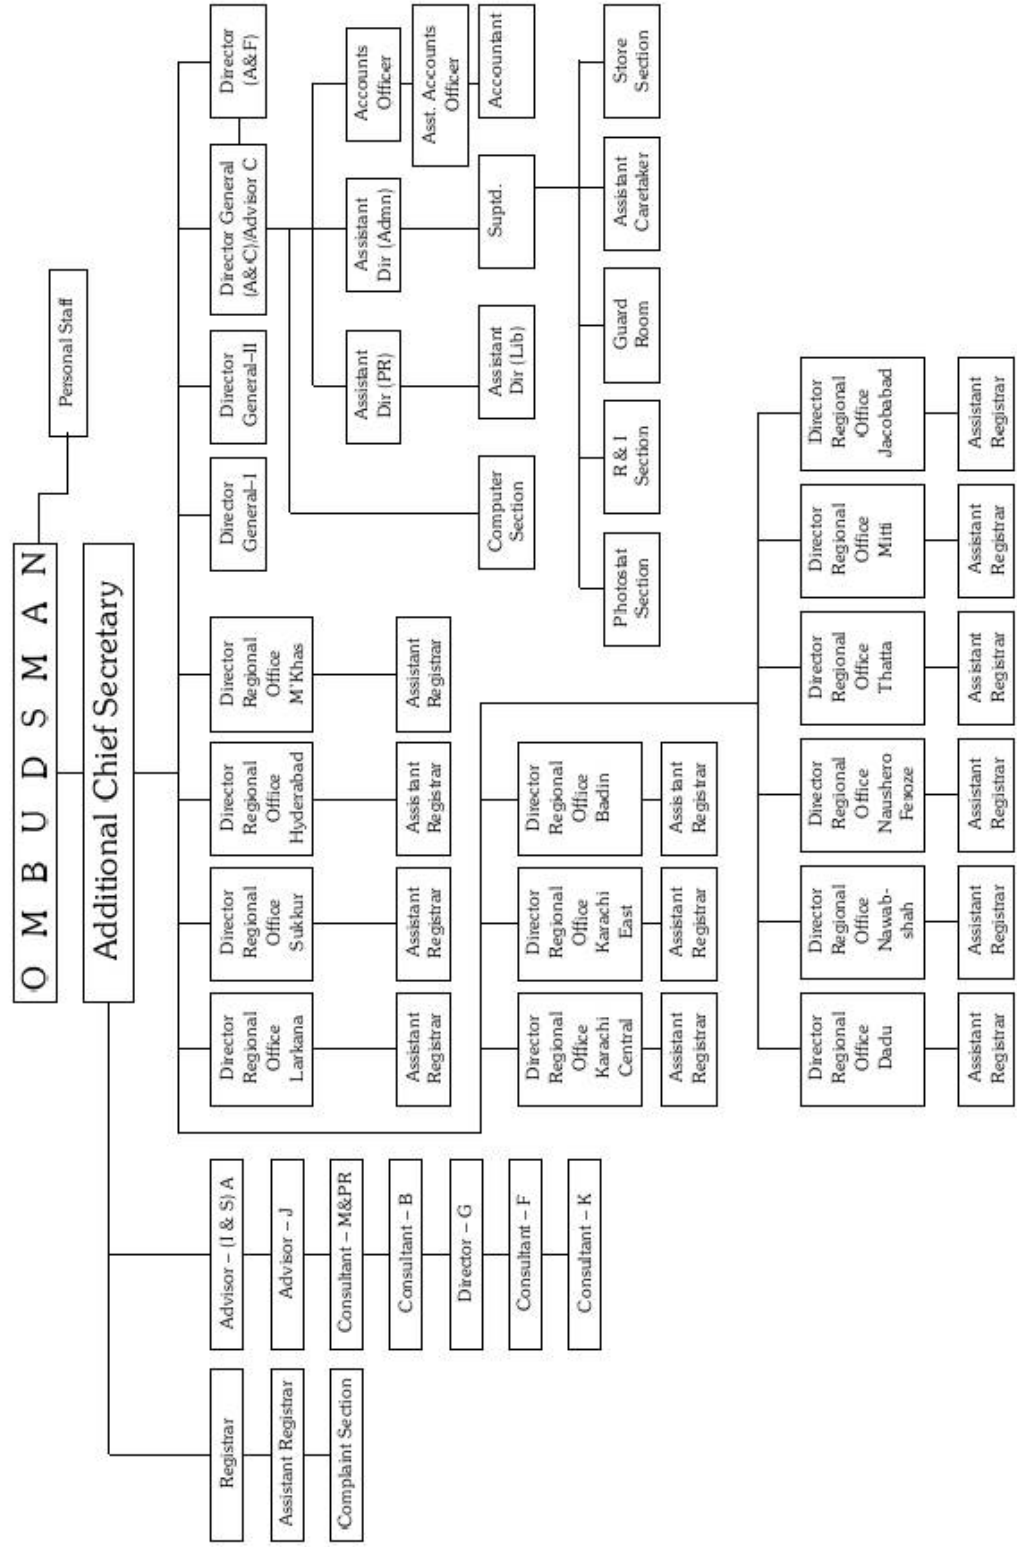 O M B U D S M A N
Personal Staff
Additional Chief Secretary
Registrar
Assistant Registrar
Complaint Section
Advisor – (I & S) A
Advisor – J
Consultant – M&PR
Consultant – B
Director – G
Consultant – F
Consultant – K
Director
Regional
Office
Larkana
Assistant
Registrar
Director
Regional
Office
Sukkur
Assistant
Registrar
Director
Regional
Office
Hyderabad
Assistant
Registrar
Director
Regional
Office
M'Khas
Assistant
Registrar
Director
General–I
Director
General–II
Director General
(A&C)/Advisor C
Director
(A&F)
Assistant
Dir (PR)
Assistant
Dir (Admn)
Accounts
Officer
Asst. Accounts
Officer
Computer
Section
Assistant
Dir (Lib)
Suptd.
Accountant
Photostat
Section
R & I
Section
Guard
Room
Assistant
Caretaker
Store
Section
Director
Regional
Office
Karachi
Central
Assistant
Registrar
Director
Regional
Office
Karachi
East
Assistant
Registrar
Director
Regional
Office
Badin
Assistant
Registrar
Director
Regional
Office
Dadu
Assistant
Registrar
Director
Regional
Office
Nawab-
shah
Assistant
Registrar
Director
Regional
Office
Naushero
Feroze
Assistant
Registrar
Director
Regional
Office
Thatta
Assistant
Registrar
Director
Regional
Office
Mitti
Assistant
Registrar
Director
Regional
Office
Jacobabad
Assistant
Registrar